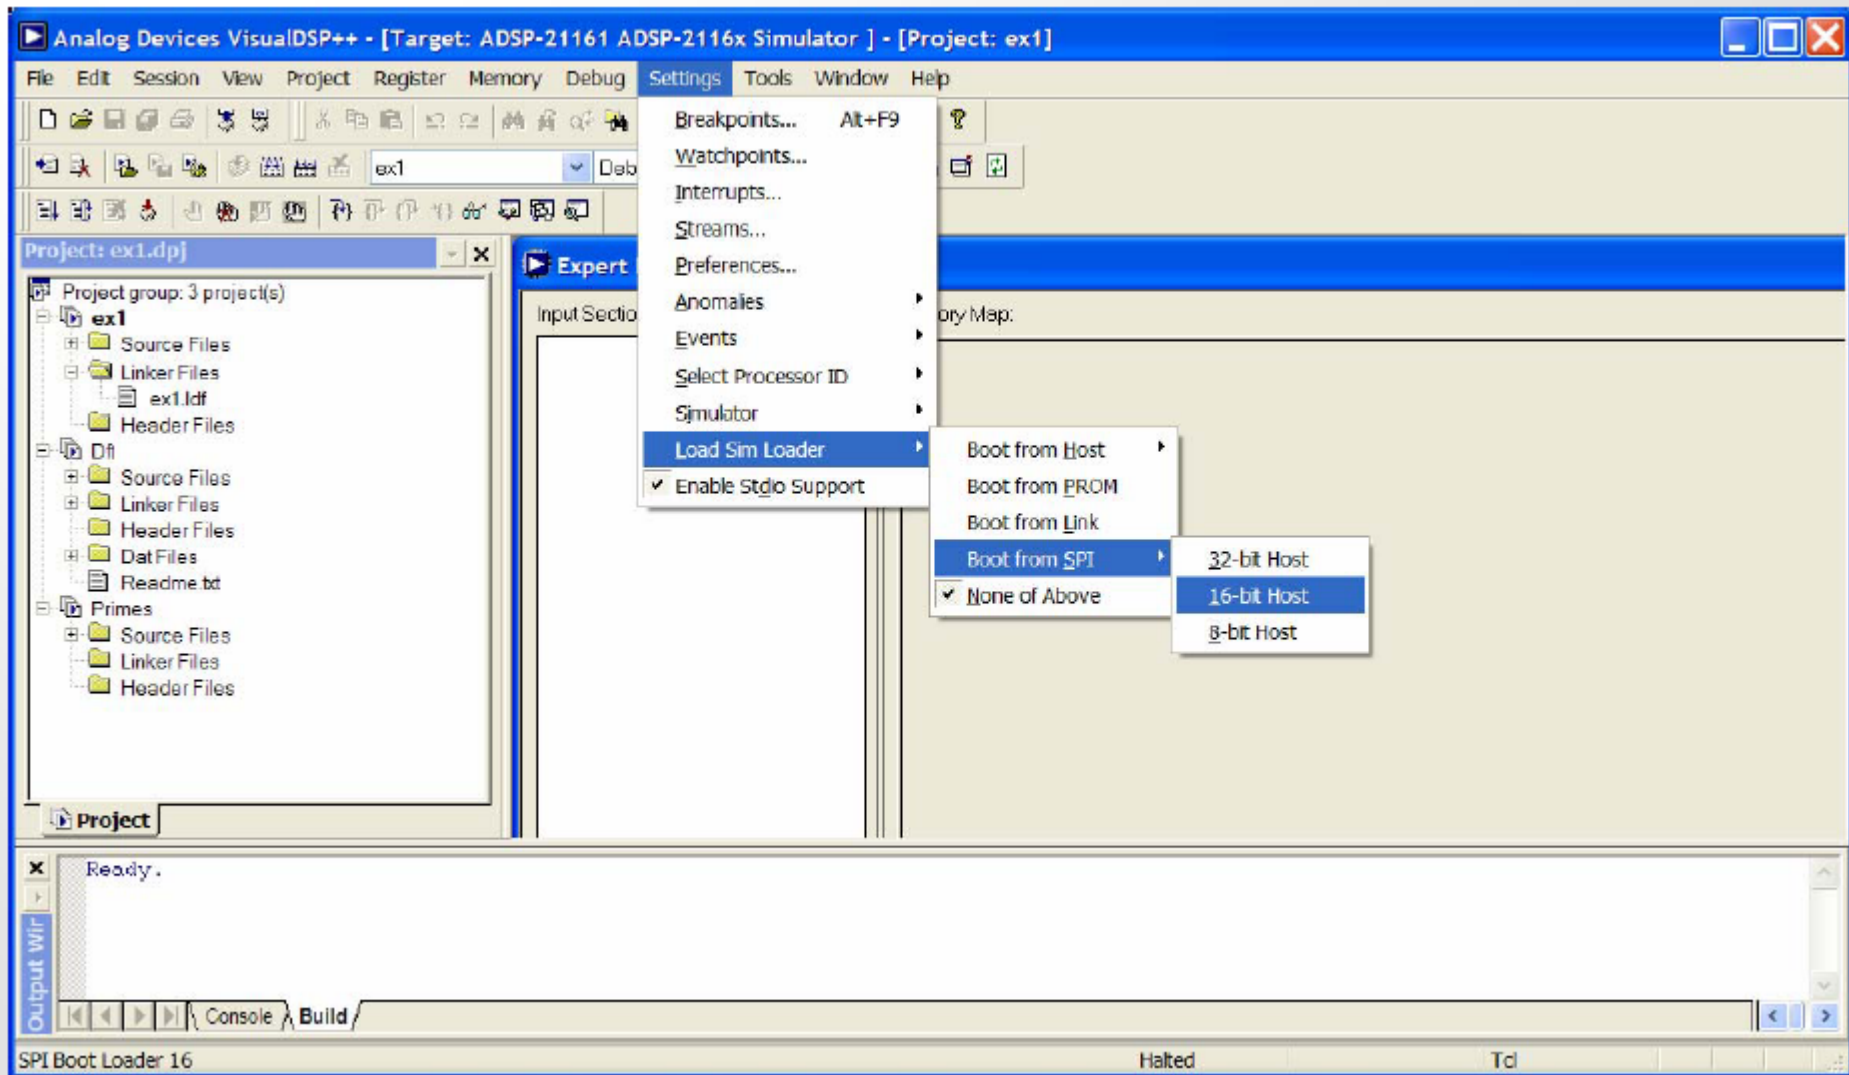 Analog Devices VisualDSP++ - [Target: ADSP-21161 ADSP-2116x Simulator ] - [Project: ex1]
File Edit Session View Project Register Memory Debug Settings Tools Window Help
ex1 Deb
Project: ex1.dpj
Project group: 3 project(s)
ex1
Source Files
Linker Files
ex1.ldf
Header Files
Dft
Source Files
Linker Files
Header Files
Dat Files
Readme.txt
Primes
Source Files
Linker Files
Header Files
Project
Breakpoints... Alt+F9
Watchpoints...
Interrupts...
Streams...
Preferences...
Anomalies
Events
Select Processor ID
Simulator
Load Sim Loader
Enable Stdio Support
Expert
Input Sectio
ory Map:
Boot from Host
Boot from PROM
Boot from Link
Boot from SPI
None of Above
32-bit Host
16-bit Host
8-bit Host
Ready.
Output Wir
Console Build
SPI Boot Loader 16 Halted Tcl